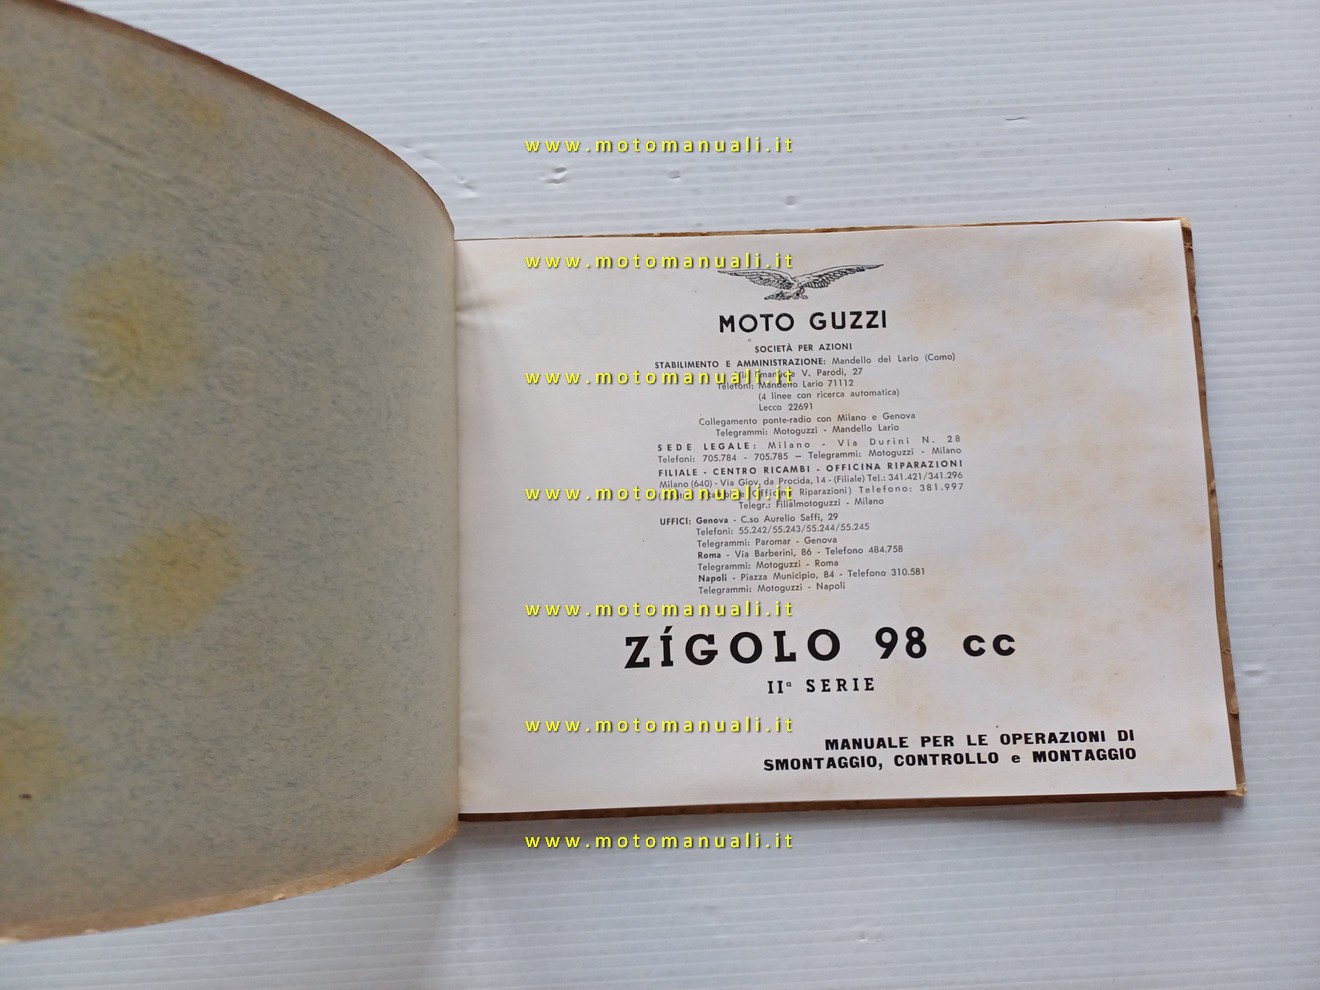 www.motomanuali.it
www.motomanuali.it
MOTO GUZZI
SOCIETÀ PER AZIONI
STABILIMENTO E AMMINISTRAZIONE: Mandello del Lario (Como)
V. Parodi, 27
www.motomanuali.it
Telefoni: Mandello Lario 71112
(4 linee con ricerca automatica)
Lecco 22691
Collegamento ponte-radio con Milano e Genova
Telegrammi: Motoguzzi - Mandello Lario
SEDE LEGALE: Milano - Via Durini N. 28
Telefoni: 705.784 - 705.785 — Telegrammi: Motoguzzi - Milano
FILIALE - CENTRO RICAMBI - OFFICINA RIPARAZIONI
Milano (640) - Via Giov. da Procida, 14 - (Filiale) Tel.: 341.421/341.296
www.motomanuali.it
Riparazioni) Telefono: 381.997
Telegr.: Filialmotoguzzi - Milano
UFFICI: Genova - C.so Aurelio Saffi, 29
Telefoni: 55.242/55.243/55.244/55.245
Telegrammi: Paromar - Genova
Roma - Via Barberini, 86 - Telefono 484.758
Telegrammi: Motoguzzi - Roma
Napoli - Piazza Municipio, 84 - Telefono 310.581
Telegrammi: Motoguzzi - Napoli
www.motomanuali.it
ZÍGOLO 98 cc
IIª SERIE
www.motomanuali.it
MANUALE PER LE OPERAZIONI DI
SMONTAGGIO, CONTROLLO e MONTAGGIO
www.motomanuali.it